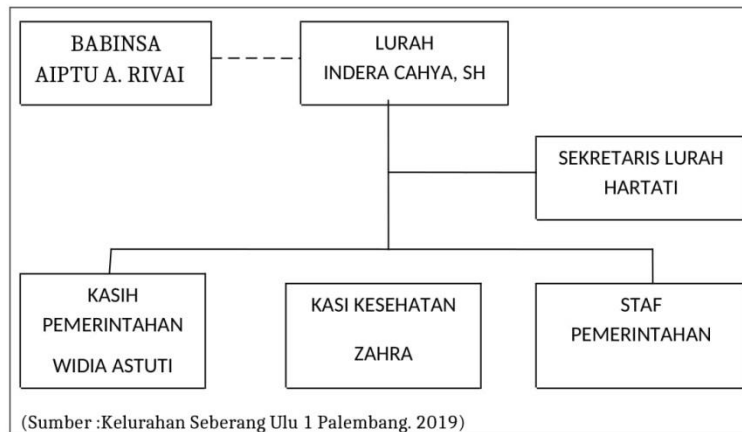 BABINSA
AIPTU A. RIVAI
LURAH
INDERA CAHYA, SH
SEKRETARIS LURAH
HARTATI
KASIH
PEMERINTAHAN
WIDIA ASTUTI
KASI KESEHATAN
ZAHRA
STAF
PEMERINTAHAN
(Sumber :Kelurahan Seberang Ulu 1 Palembang. 2019)